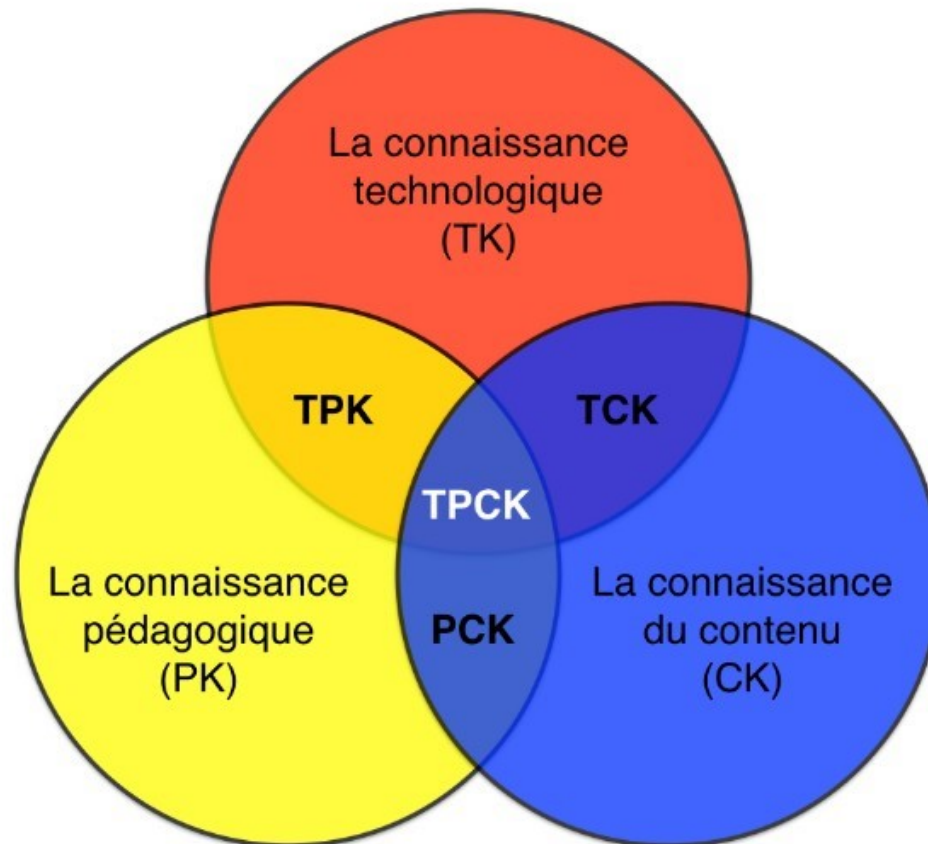 La connaissance
technologique
(TK)
TPK
TCK
TPCK
La connaissance
pédagogique
(PK)
PCK
La connaissance
du contenu
(CK)